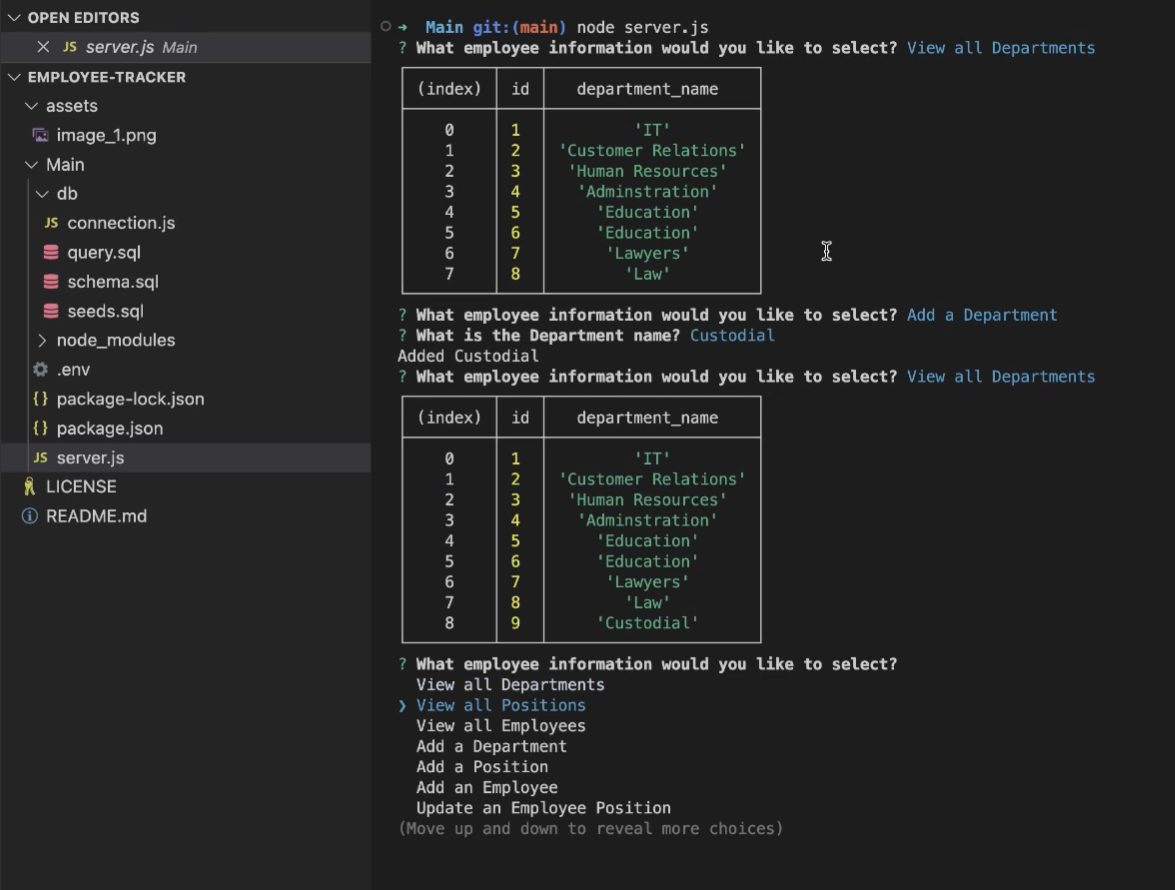 OPEN EDITORS
JS server.js Main
EMPLOYEE-TRACKER
assets
image_1.png
Main
db
JS connection.js
query.sql
schema.sql
seeds.sql
node_modules
.env
{} package-lock.json
{} package.json
JS server.js
LICENSE
README.md
➜ Main git:(main) node server.js
? What employee information would you like to select? View all Departments
(index) id department_name
0 1 'IT'
1 2 'Customer Relations'
2 3 'Human Resources'
3 4 'Adminstration'
4 5 'Education'
5 6 'Education'
6 7 'Lawyers'
7 8 'Law'
? What employee information would you like to select? Add a Department
? What is the Department name? Custodial
Added Custodial
? What employee information would you like to select? View all Departments
(index) id department_name
0 1 'IT'
1 2 'Customer Relations'
2 3 'Human Resources'
3 4 'Adminstration'
4 5 'Education'
5 6 'Education'
6 7 'Lawyers'
7 8 'Law'
8 9 'Custodial'
? What employee information would you like to select?
View all Departments
❯ View all Positions
View all Employees
Add a Department
Add a Position
Add an Employee
Update an Employee Position
(Move up and down to reveal more choices)